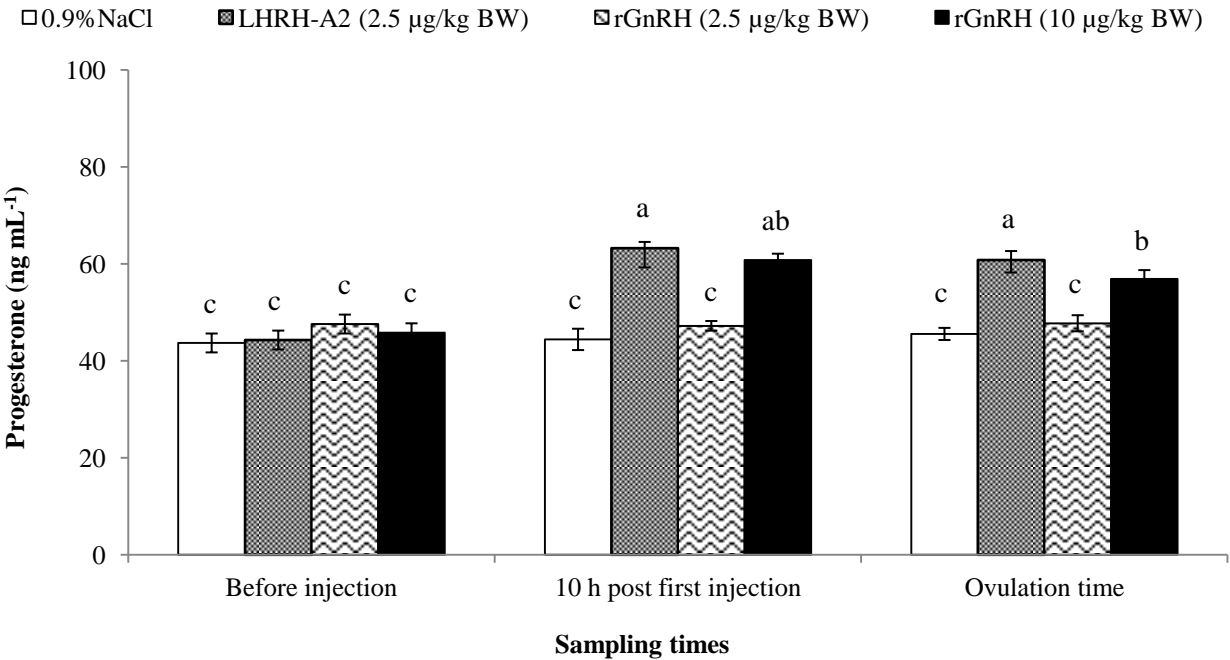 0.9%NaCl LHRH-A2 (2.5 µg/kg BW) rGnRH (2.5 µg/kg BW) rGnRH (10 µg/kg BW)
100
80
60
40
20
0
Progesterone (ng mL⁻¹)
c c c c
c a c ab
c a c b
Before injection 10 h post first injection Ovulation time
Sampling times